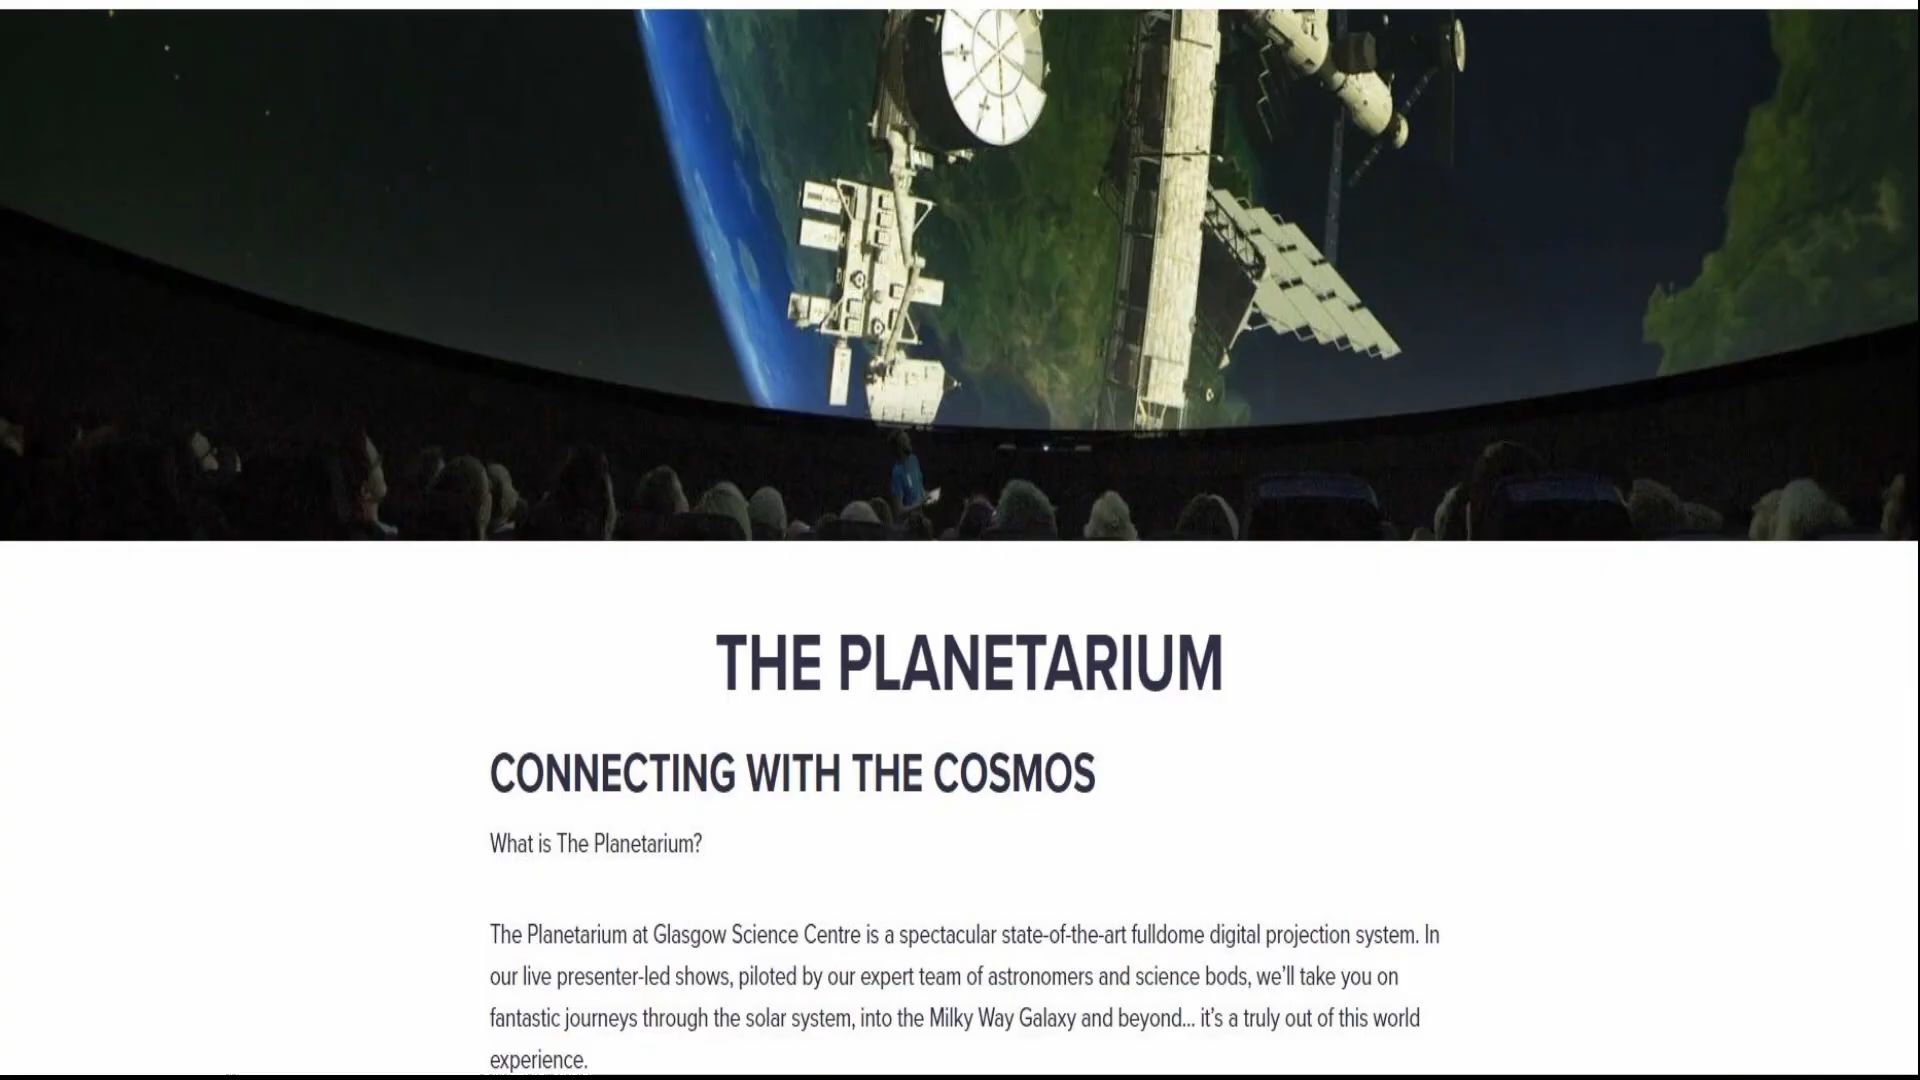 THE PLANETARIUM
CONNECTING WITH THE COSMOS
What is The Planetarium?
The Planetarium at Glasgow Science Centre is a spectacular state-of-the-art fulldome digital projection system. In
our live presenter-led shows, piloted by our expert team of astronomers and science bods, we’ll take you on
fantastic journeys through the solar system, into the Milky Way Galaxy and beyond... it’s a truly out of this world
experience.